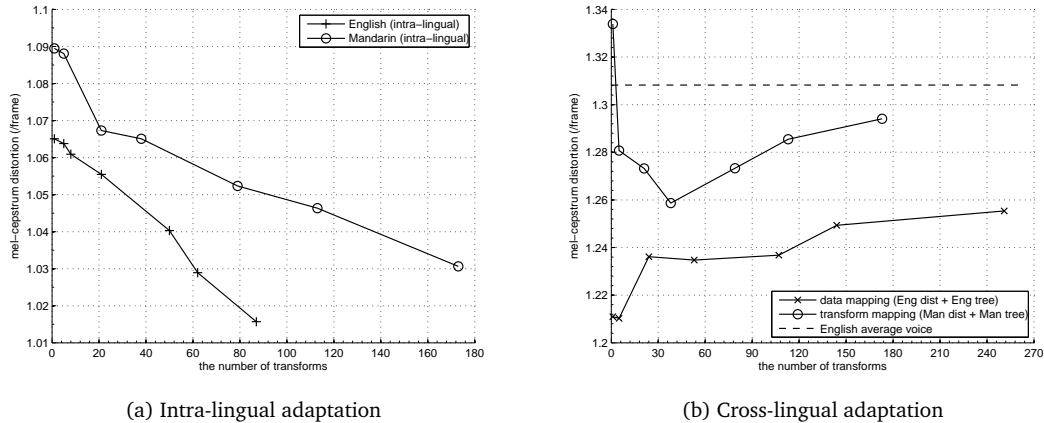 1.1
1.09
1.08
1.07
1.06
1.05
1.04
1.03
1.02
1.01
0 20 40 60 80 100 120 140 160 180
mel−cepstrum distortion (/frame)
the number of transforms
English (intra−lingual)
Mandarin (intra−lingual)
(a) Intra-lingual adaptation
1.34
1.32
1.3
1.28
1.26
1.24
1.22
1.2
0 30 60 90 120 150 180 210 240 270
mel−cepstrum distortion (/frame)
the number of transforms
data mapping (Eng dist + Eng tree)
transform mapping (Man dist + Man tree)
English average voice
(b) Cross-lingual adaptation